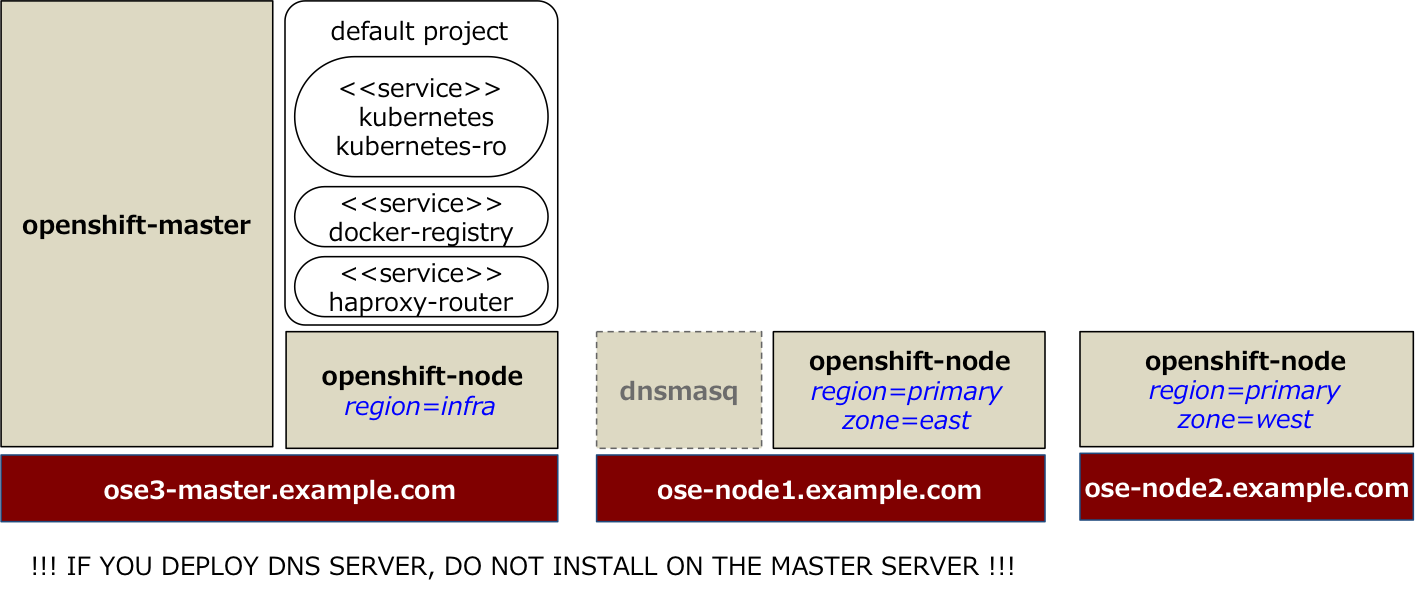 default project
<<service>>
kubernetes
kubernetes-ro
<<service>>
docker-registry
<<service>>
haproxy-router
openshift-master
openshift-node
region=infra
dnsmasq
openshift-node
region=primary
zone=east
openshift-node
region=primary
zone=west
ose3-master.example.com
ose-node1.example.com
ose-node2.example.com
!!! IF YOU DEPLOY DNS SERVER, DO NOT INSTALL ON THE MASTER SERVER !!!